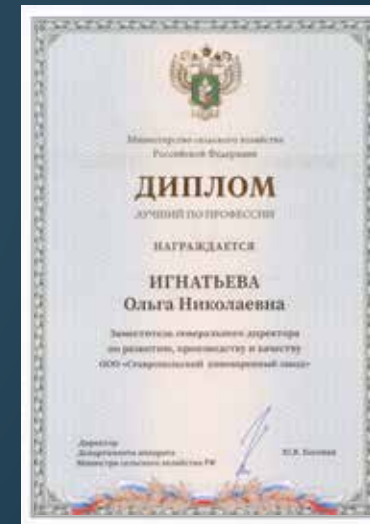 Министерство сельского хозяйства
Российской Федерации
ДИПЛОМ
ЛУЧШИЙ ПО ПРОФЕССИИ
НАГРАЖДАЕТСЯ
ИГНАТЬЕВА
Ольга Николаевна
Заместитель генерального директора
по развитию, производству и качеству
ООО «Ставропольский винокуренный завод»
Директор
Департамента аппарата
Министра сельского хозяйства РФ